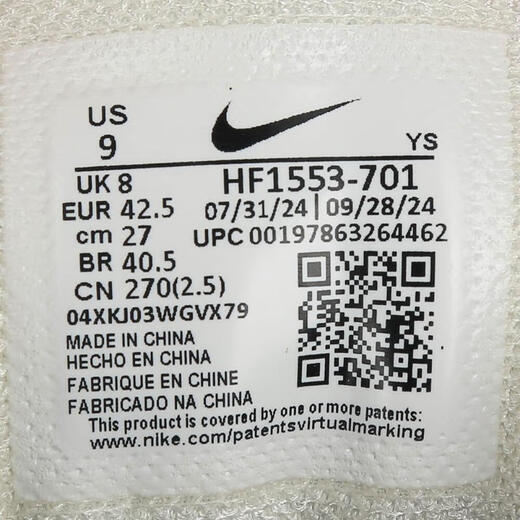 US
9
YS
UK 8
HF1553-701
EUR 42.5
07/31/24 | 09/28/24
cm 27
UPC 00197863264462
BR 40.5
CN 270(2.5)
04XKJ03WGVX79
MADE IN CHINA
HECHO EN CHINA
FABRIQUE EN CHINE
FABRICADO NA CHINA
This product is covered by one or more patents:
www.nike.com/patentsvirtualmarking